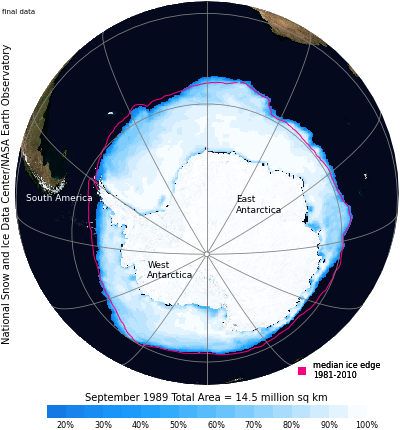 final data
National Snow and Ice Data Center/NASA Earth Observatory
South America
East
Antarctica
West
Antarctica
median ice edge
1981-2010
September 1989 Total Area = 14.5 million sq km
20% 30% 40% 50% 60% 70% 80% 90% 100%